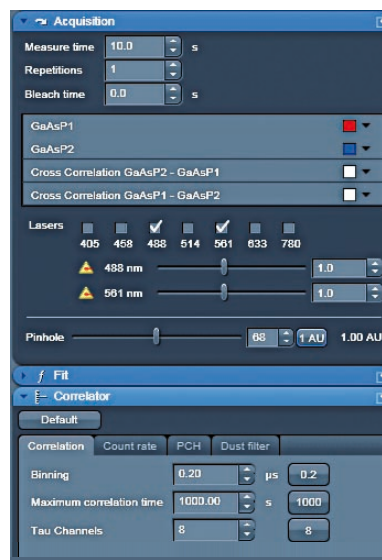 Acquisition
Measure time 10.0 s
Repetitions 1
Bleach time 0.0 s
GaAsP1
GaAsP2
Cross Correlation GaAsP2 - GaAsP1
Cross Correlation GaAsP1 - GaAsP2
Lasers
405 458 488 514 561 633 780
488 nm 1.0
561 nm 1.0
Pinhole 68 1 AU 1.00 AU
f Fit
Correlator
Default
Correlation Count rate PCH Dust filter
Binning 0.20 µs 0.2
Maximum correlation time 1000.00 s 1000
Tau Channels 8 8